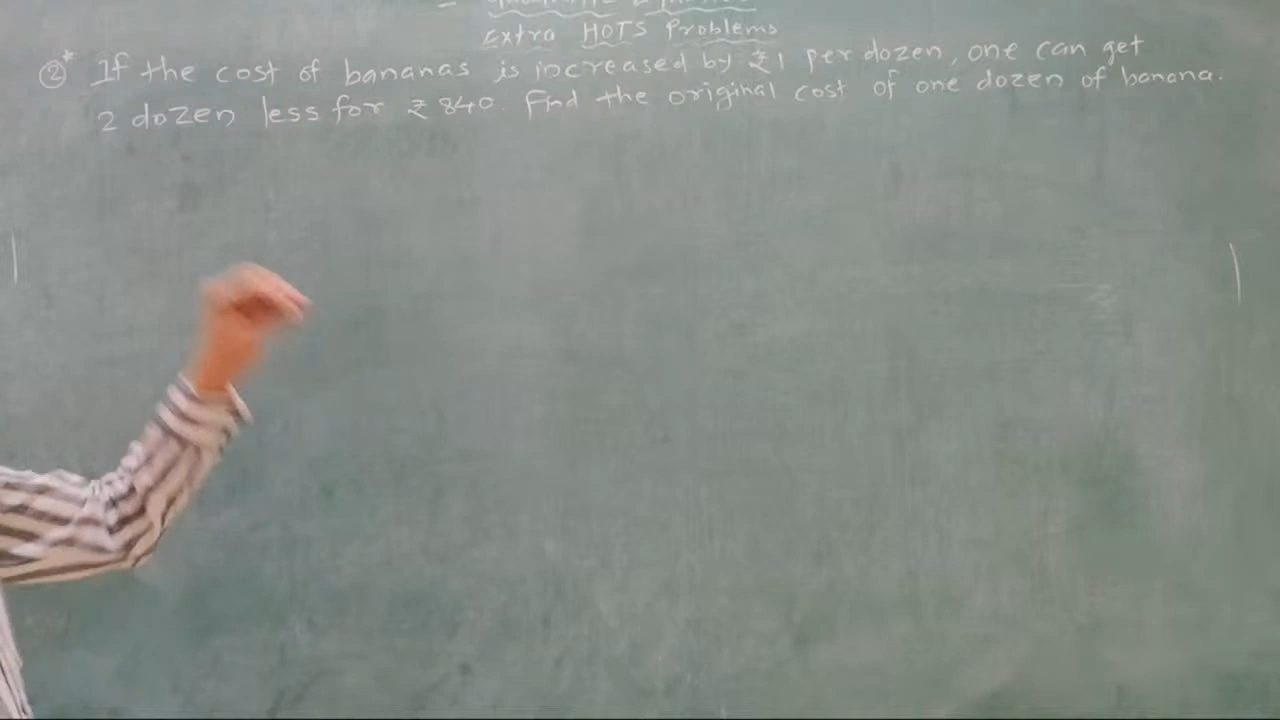 Extra HOTS Problems
②* If the cost of bananas is increased by ₹1 per dozen, one can get
2 dozen less for ₹ 840. Find the original cost of one dozen of banana.